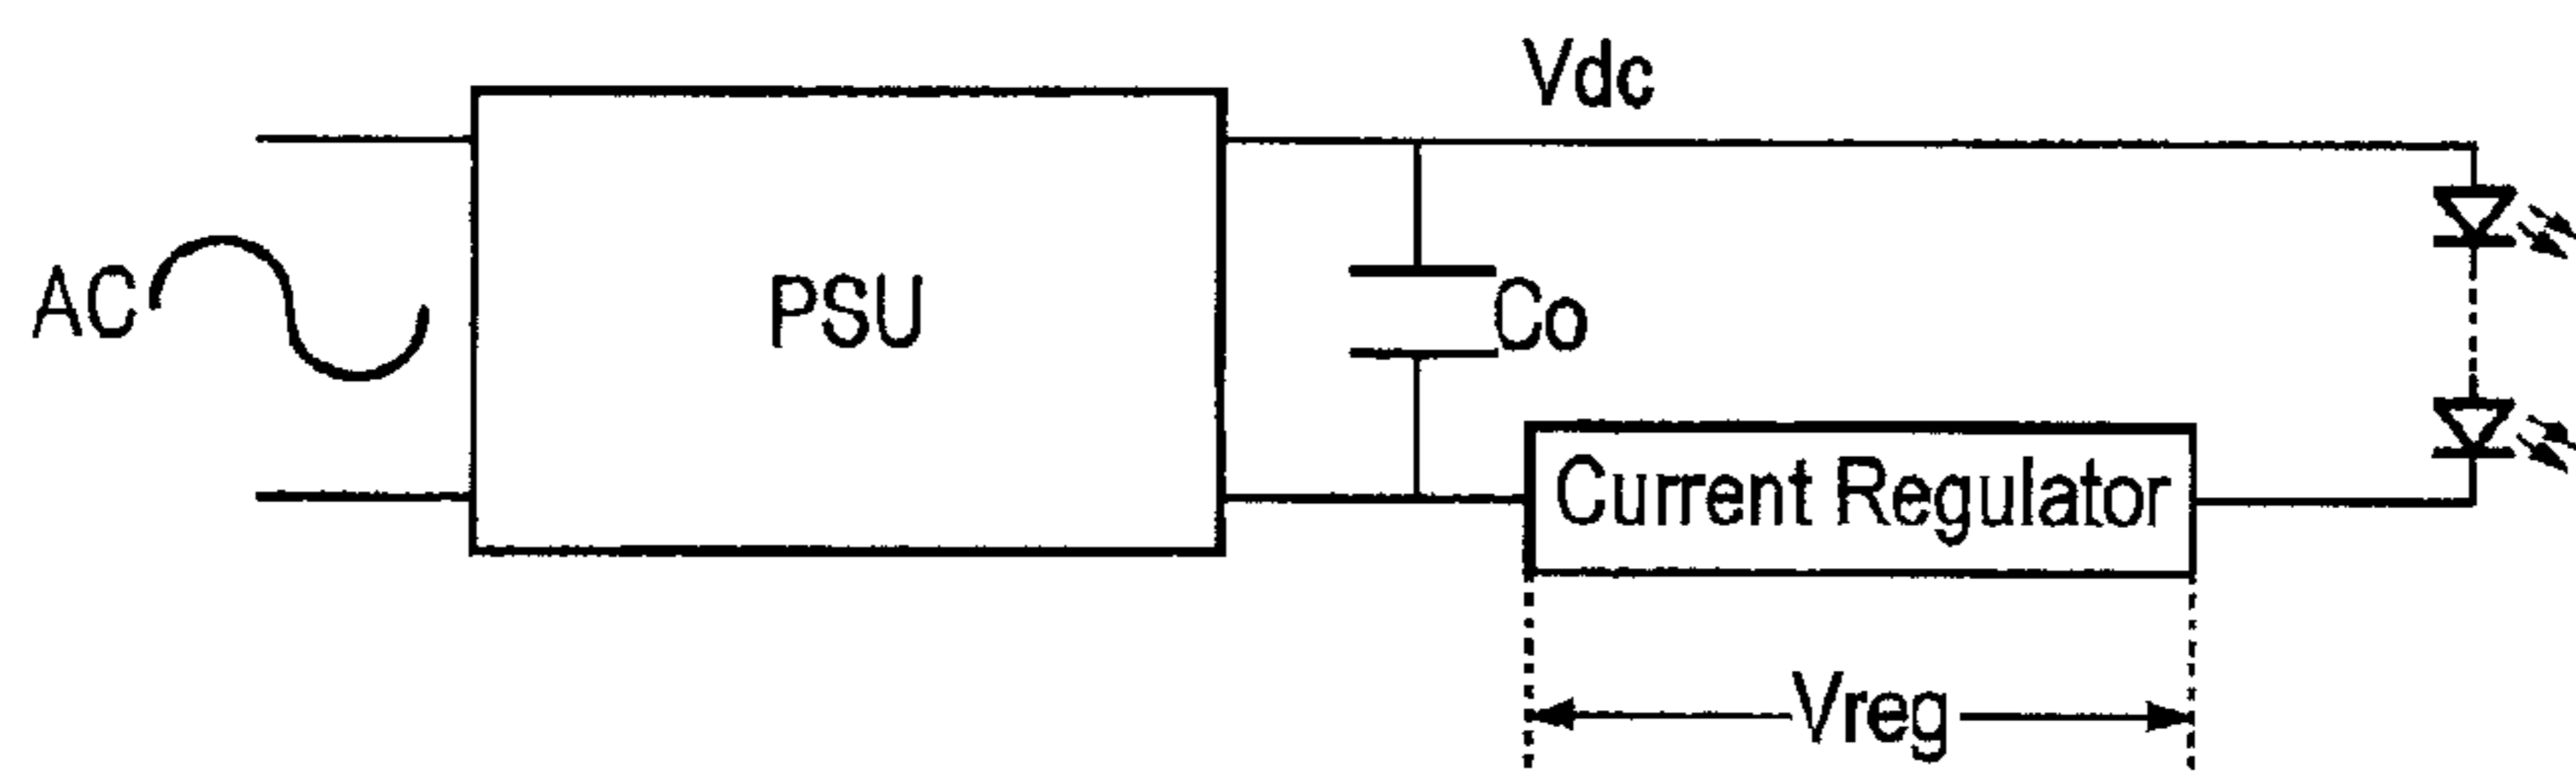 Vdc
AC
PSU
Co
Current Regulator
Vreg